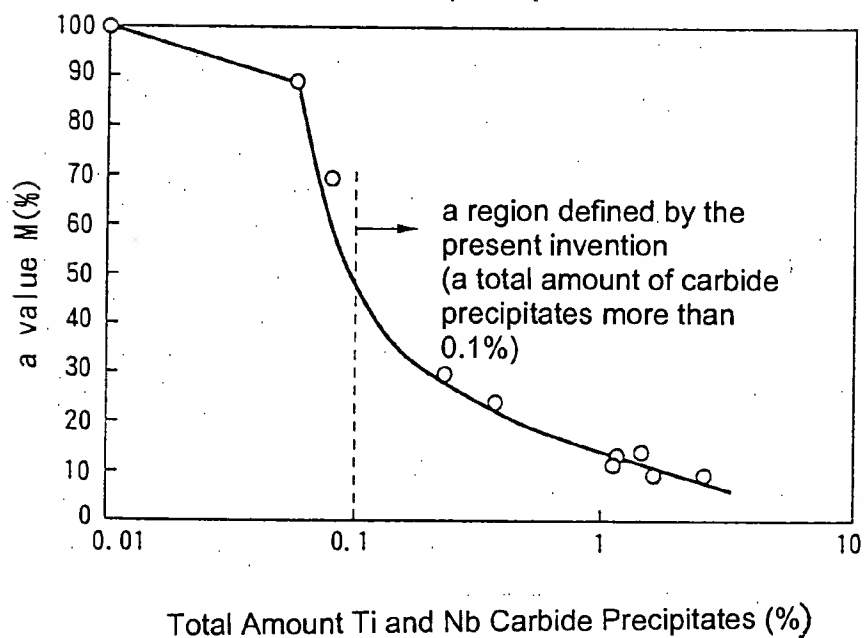 100
90
80
70
60
50
40
30
20
10
0
a value M(%)
a region defined by the
present invention
(a total amount of carbide
precipitates more than
0.1%)
0.01
0.1
1
10
Total Amount Ti and Nb Carbide Precipitates (%)